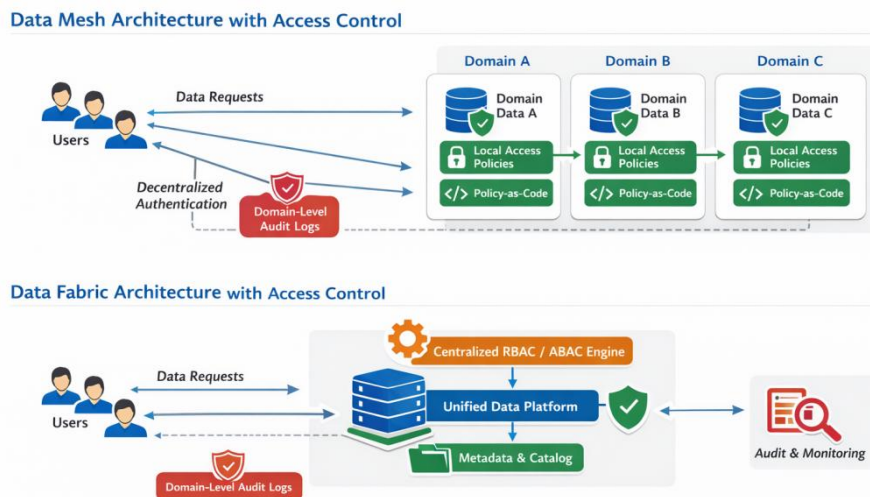 Data Mesh Architecture with Access Control
Domain A
Domain B
Domain C
Data Requests
Users
Domain
Data A
Domain
Data B
Domain
Data C
Local Access
Policies
Local Access
Policies
Local Access
Policies
</> Policy-as-Code
</> Policy-as-Code
</> Policy-as-Code
Decentralized
Authentication
Domain-Level
Audit Logs
Data Fabric Architecture with Access Control
Centralized RBAC / ABAC Engine
Data Requests
Users
Unified Data Platform
Metadata & Catalog
Audit & Monitoring
Domain-Level Audit Logs